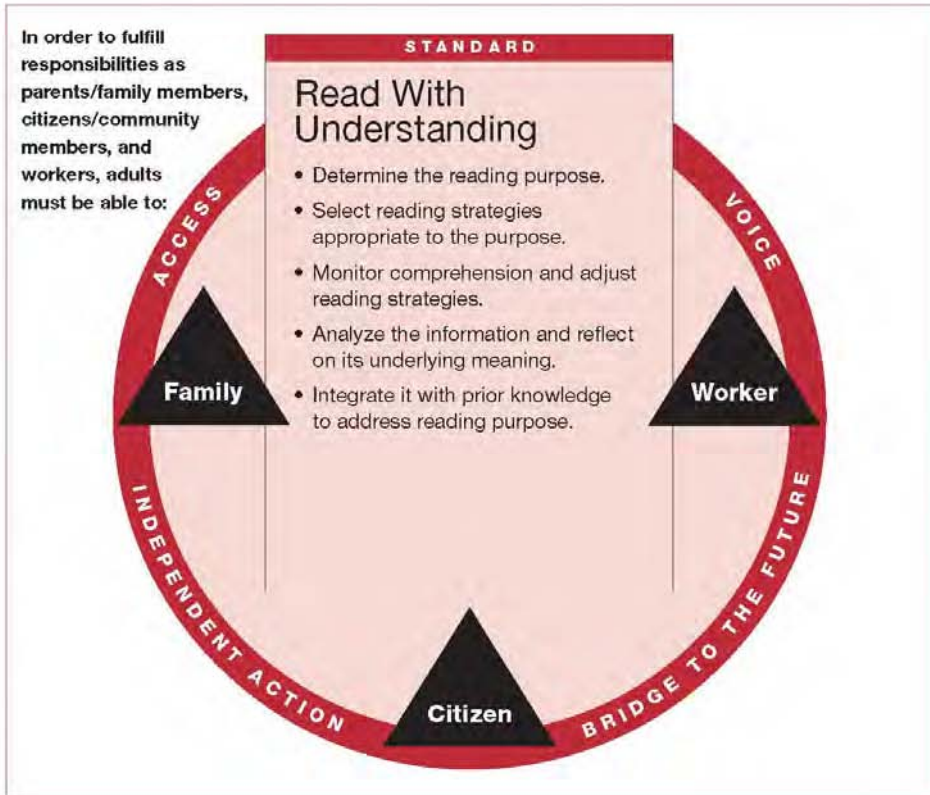 In order to fulfill
responsibilities as
parents/family members,
citizens/community
members, and
workers, adults
must be able to:
STANDARD
Read With
Understanding
• Determine the reading purpose.
• Select reading strategies
appropriate to the purpose.
• Monitor comprehension and adjust
reading strategies.
• Analyze the information and reflect
on its underlying meaning.
• Integrate it with prior knowledge
to address reading purpose.
ACCESS
VOICE
Family
Worker
INDEPENDENT ACTION
BRIDGE TO THE FUTURE
Citizen